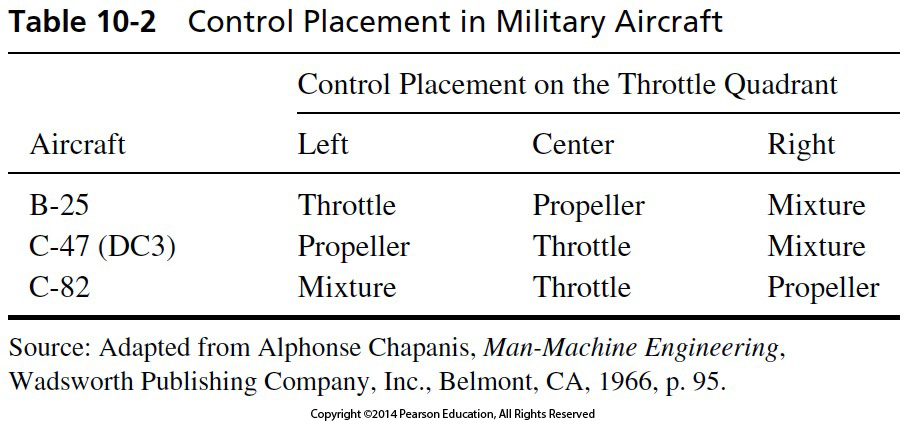 Table 10-2 Control Placement in Military Aircraft
Control Placement on the Throttle Quadrant
Aircraft Left Center Right
B-25 Throttle Propeller Mixture
C-47 (DC3) Propeller Throttle Mixture
C-82 Mixture Throttle Propeller
Source: Adapted from Alphonse Chapanis, Man-Machine Engineering,
Wadsworth Publishing Company, Inc., Belmont, CA, 1966, p. 95.
Copyright ©2014 Pearson Education, All Rights Reserved